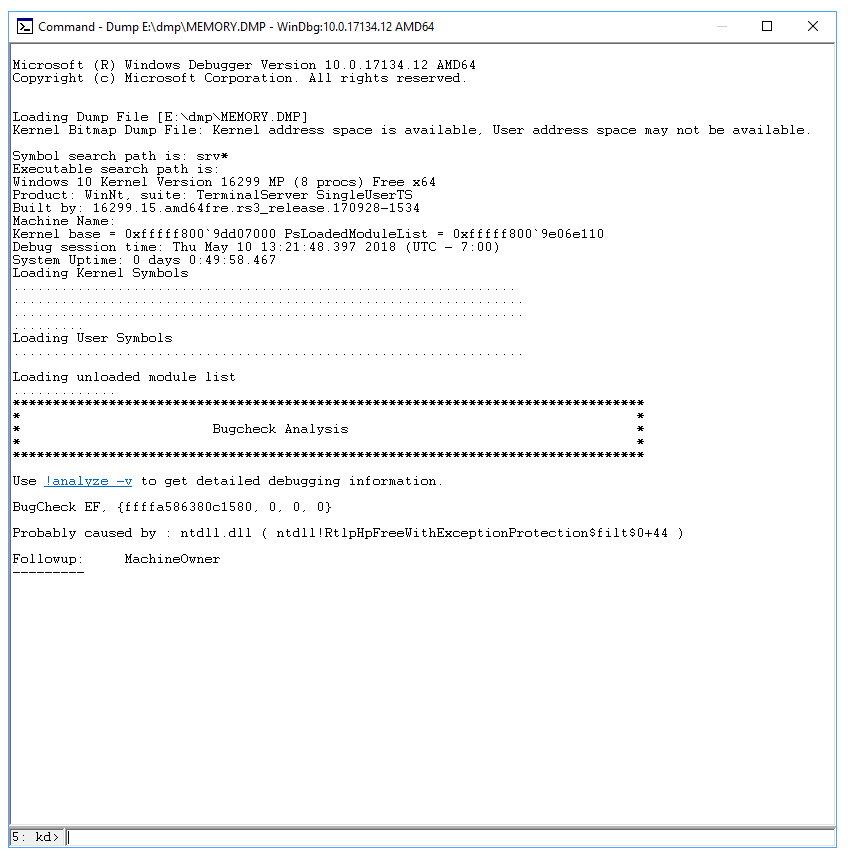 Command - Dump E:\dmp\MEMORY.DMP - WinDbg:10.0.17134.12 AMD64
Microsoft (R) Windows Debugger Version 10.0.17134.12 AMD64
Copyright (c) Microsoft Corporation. All rights reserved.
Loading Dump File [E:\dmp\MEMORY.DMP]
Kernel Bitmap Dump File: Kernel address space is available, User address space may not be available.
Symbol search path is: srv*
Executable search path is:
Windows 10 Kernel Version 16299 MP (8 procs) Free x64
Product: WinNt, suite: TerminalServer SingleUserTS
Built by: 16299.15.amd64fre.rs3_release.170928-1534
Machine Name:
Kernel base = 0xfffff800`9dd07000 PsLoadedModuleList = 0xfffff800`9e06e110
Debug session time: Thu May 10 13:21:48.397 2018 (UTC - 7:00)
System Uptime: 0 days 0:49:58.467
Loading Kernel Symbols
...............................................................
................................................................
................................................................
.........
Loading User Symbols
................................................................
Loading unloaded module list
.............
*******************************************************************************
*                                                                             *
*                        Bugcheck Analysis                                    *
*                                                                             *
*******************************************************************************
Use !analyze -v to get detailed debugging information.
BugCheck EF, {ffffa586380c1580, 0, 0, 0}
Probably caused by : ntdll.dll ( ntdll!RtlpHpFreeWithExceptionProtection$filt$0+44 )
Followup:     MachineOwner
---------
5: kd>